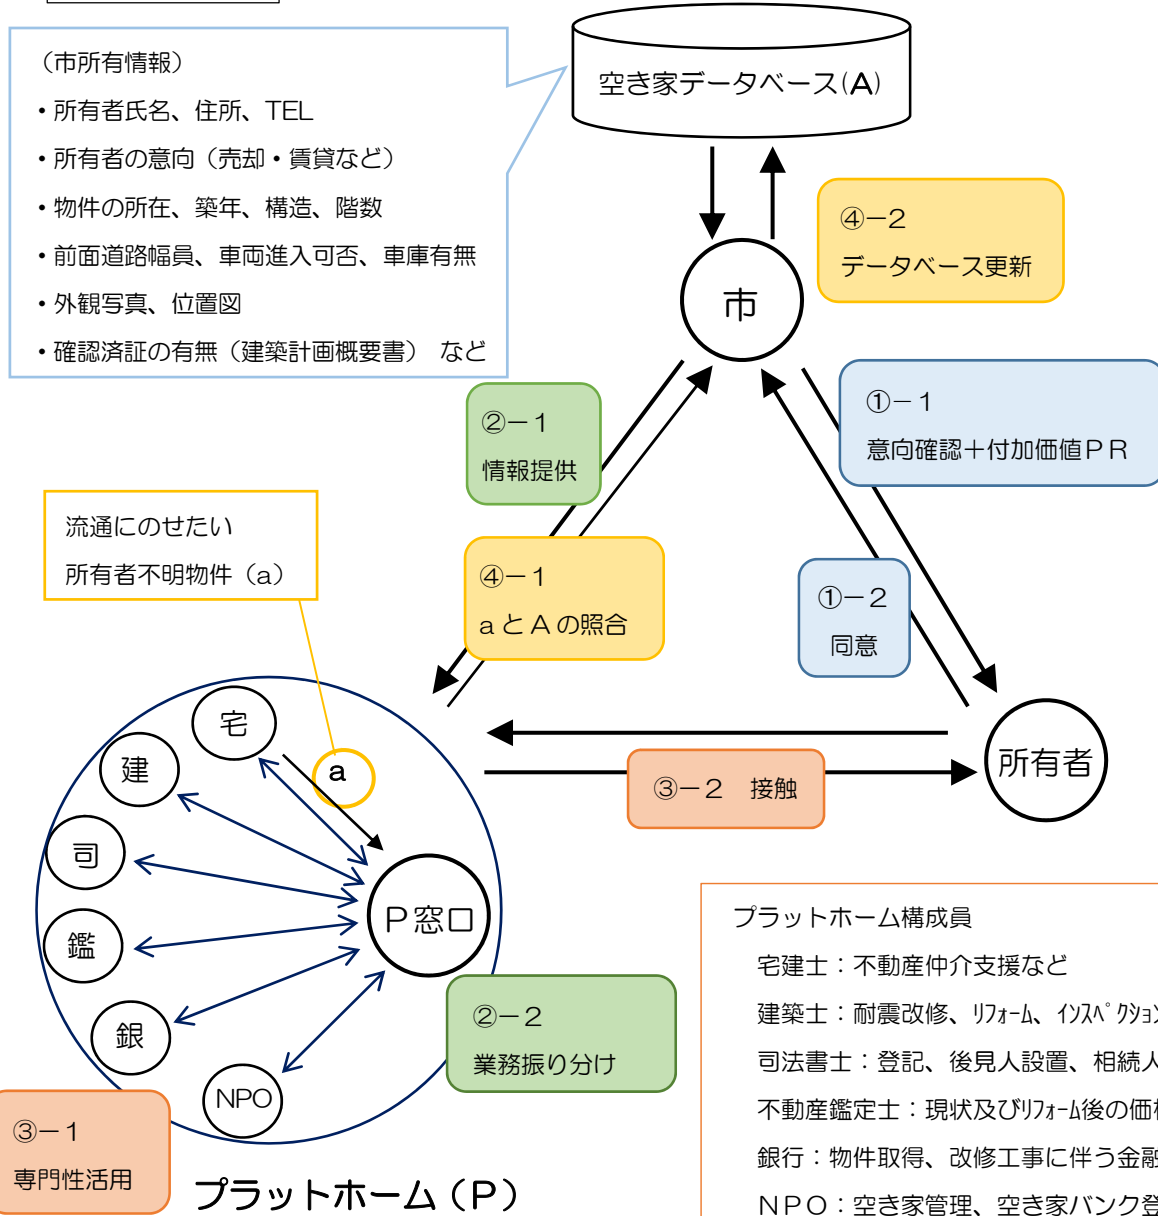 空き家データベース(A)
（市所有情報）
・所有者氏名、住所、TEL
・所有者の意向（売却・賃貸など）
・物件の所在、築年、構造、階数
・前面道路幅員、車両進入可否、車庫有無
・外観写真、位置図
・確認済証の有無（建築計画概要書）　など
④－２
データベース更新
市
①－１
意向確認＋付加価値ＰＲ
②－１
情報提供
流通にのせたい
所有者不明物件（a）
④－１
ａとＡの照合
①－２
同意
宅
建
a
司
鑑
銀
NPO
Ｐ窓口
所有者
③－２　接触
②－２
業務振り分け
③－１
専門性活用
プラットホーム（Ｐ）
プラットホーム構成員
宅建士：不動産仲介支援など
建築士：耐震改修、ﾘﾌｫｰﾑ、ｲﾝｽﾍﾟｸｼｮﾝ
司法書士：登記、後見人設置、相続人
不動産鑑定士：現状及びﾘﾌｫｰﾑ後の価
銀行：物件取得、改修工事に伴う金融
ＮＰＯ：空き家管理、空き家バンク登